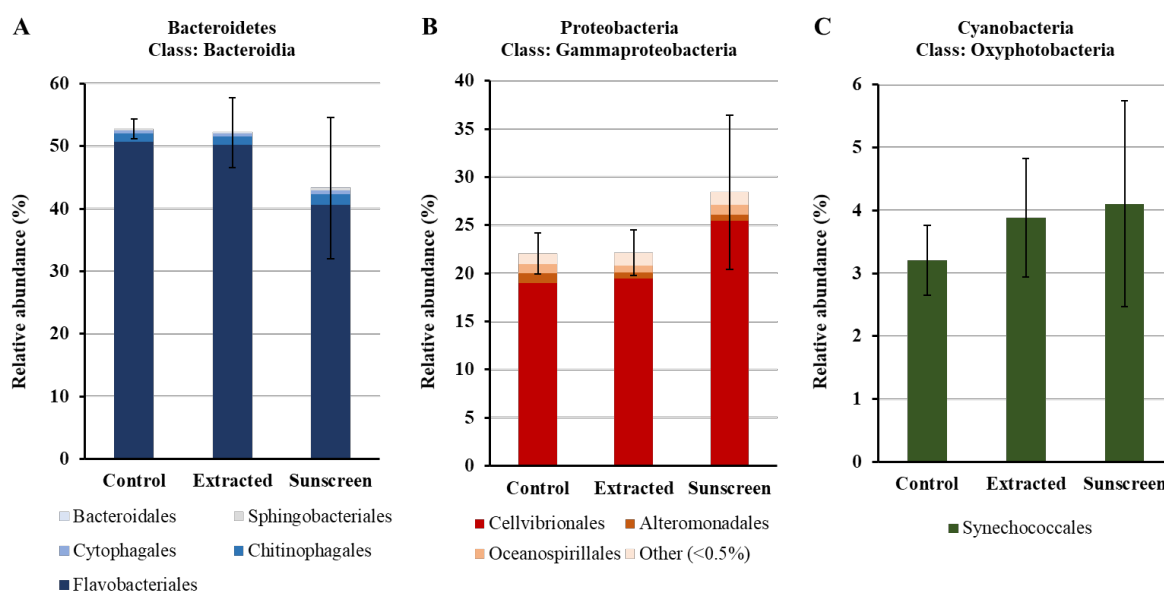 A
Bacteroidetes
Class: Bacteroidia
Relative abundance (%)
60
50
40
30
20
10
0
Control Extracted Sunscreen
Bacteroidales Sphingobacteriales
Cytophagales Chitinophagales
Flavobacteriales
B
Proteobacteria
Class: Gammaproteobacteria
Relative abundance (%)
40
35
30
25
20
15
10
5
0
Control Extracted Sunscreen
Cellvibrionales Alteromonadales
Oceanospirillales Other (<0.5%)
C
Cyanobacteria
Class: Oxyphotobacteria
Relative abundance (%)
6
5
4
3
2
1
0
Control Extracted Sunscreen
Synechococcales